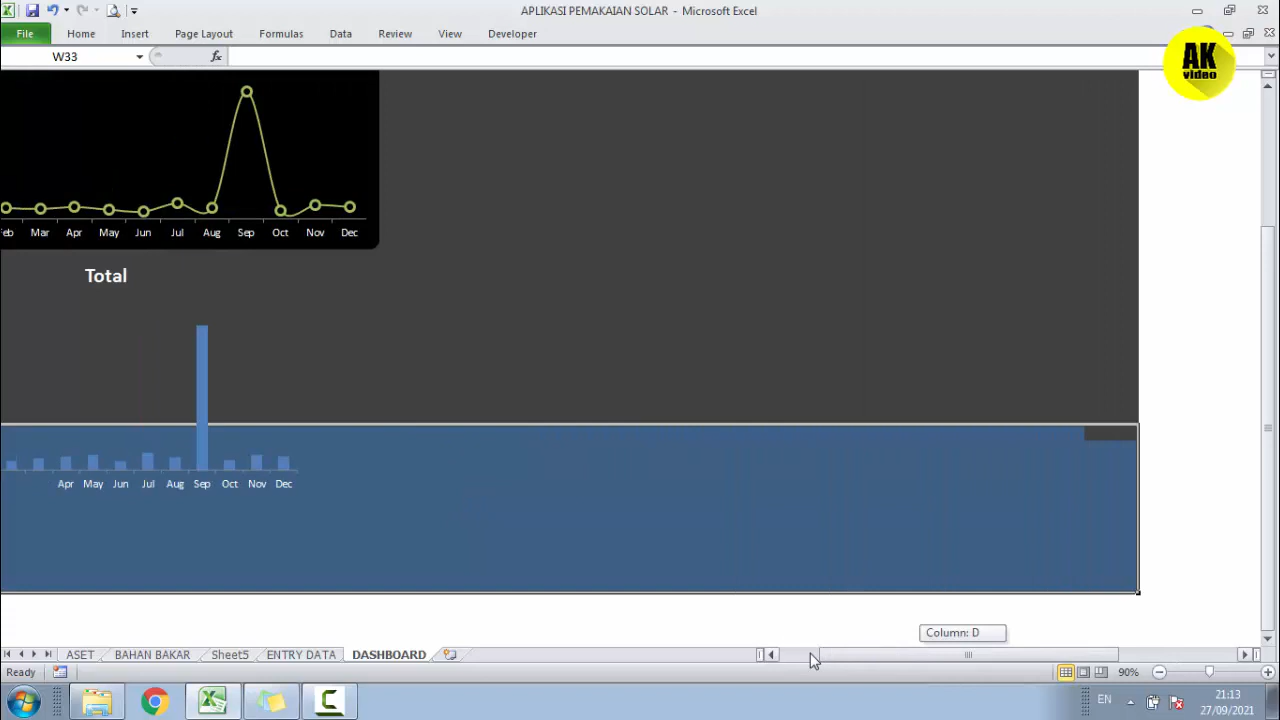 APLIKASI PEMAKAIAN SOLAR - Microsoft Excel
File Home Insert Page Layout Formulas Data Review View Developer
AK
video
W33 fx
eb Mar Apr May Jun Jul Aug Sep Oct Nov Dec
Total
Apr May Jun Jul Aug Sep Oct Nov Dec
Column: D
ASET BAHAN BAKAR Sheet5 ENTRY DATA DASHBOARD
Ready 90%
EN 21:13
27/09/2021